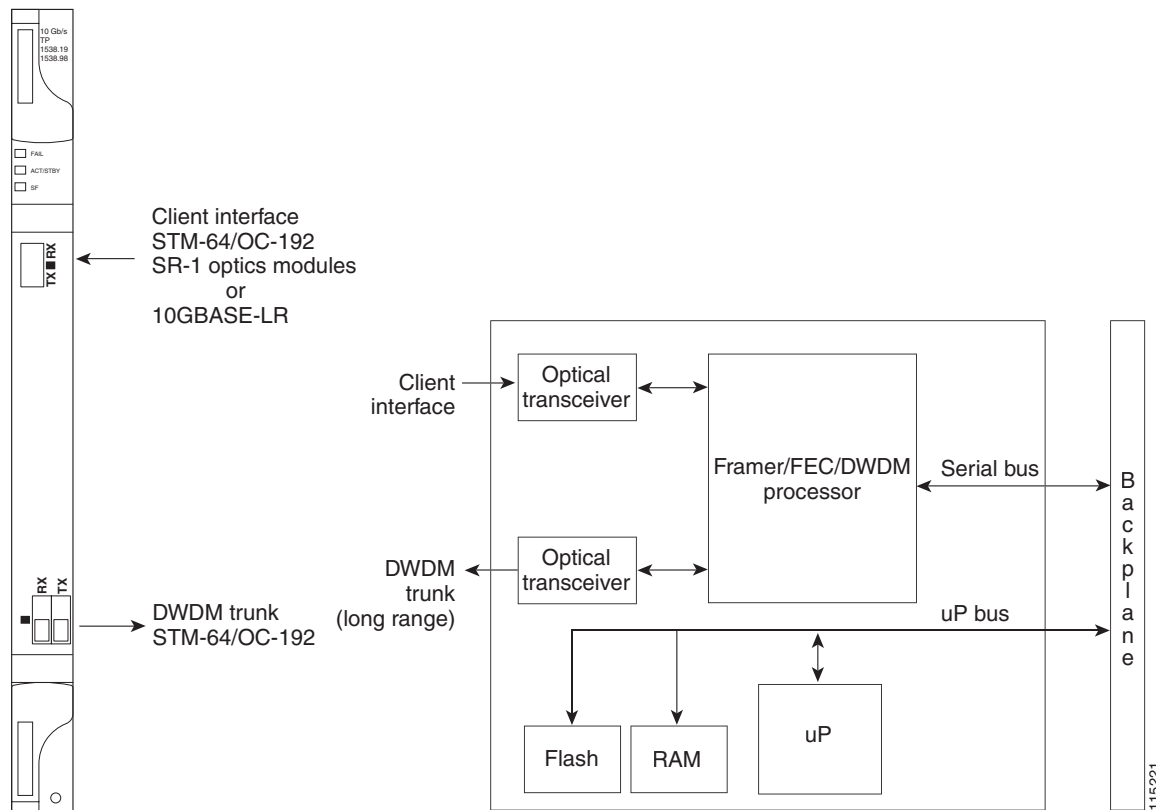 10 Gb/s
TP
1538.19
1538.98
FAIL
ACT/STBY
SF
TX RX
Client interface
STM-64/OC-192
SR-1 optics modules
or
10GBASE-LR
RX
TX
DWDM trunk
STM-64/OC-192
Client
interface
Optical
transceiver
Framer/FEC/DWDM
processor
Serial bus
DWDM
trunk
(long range)
Optical
transceiver
uP bus
Flash
RAM
uP
Backplane
115221